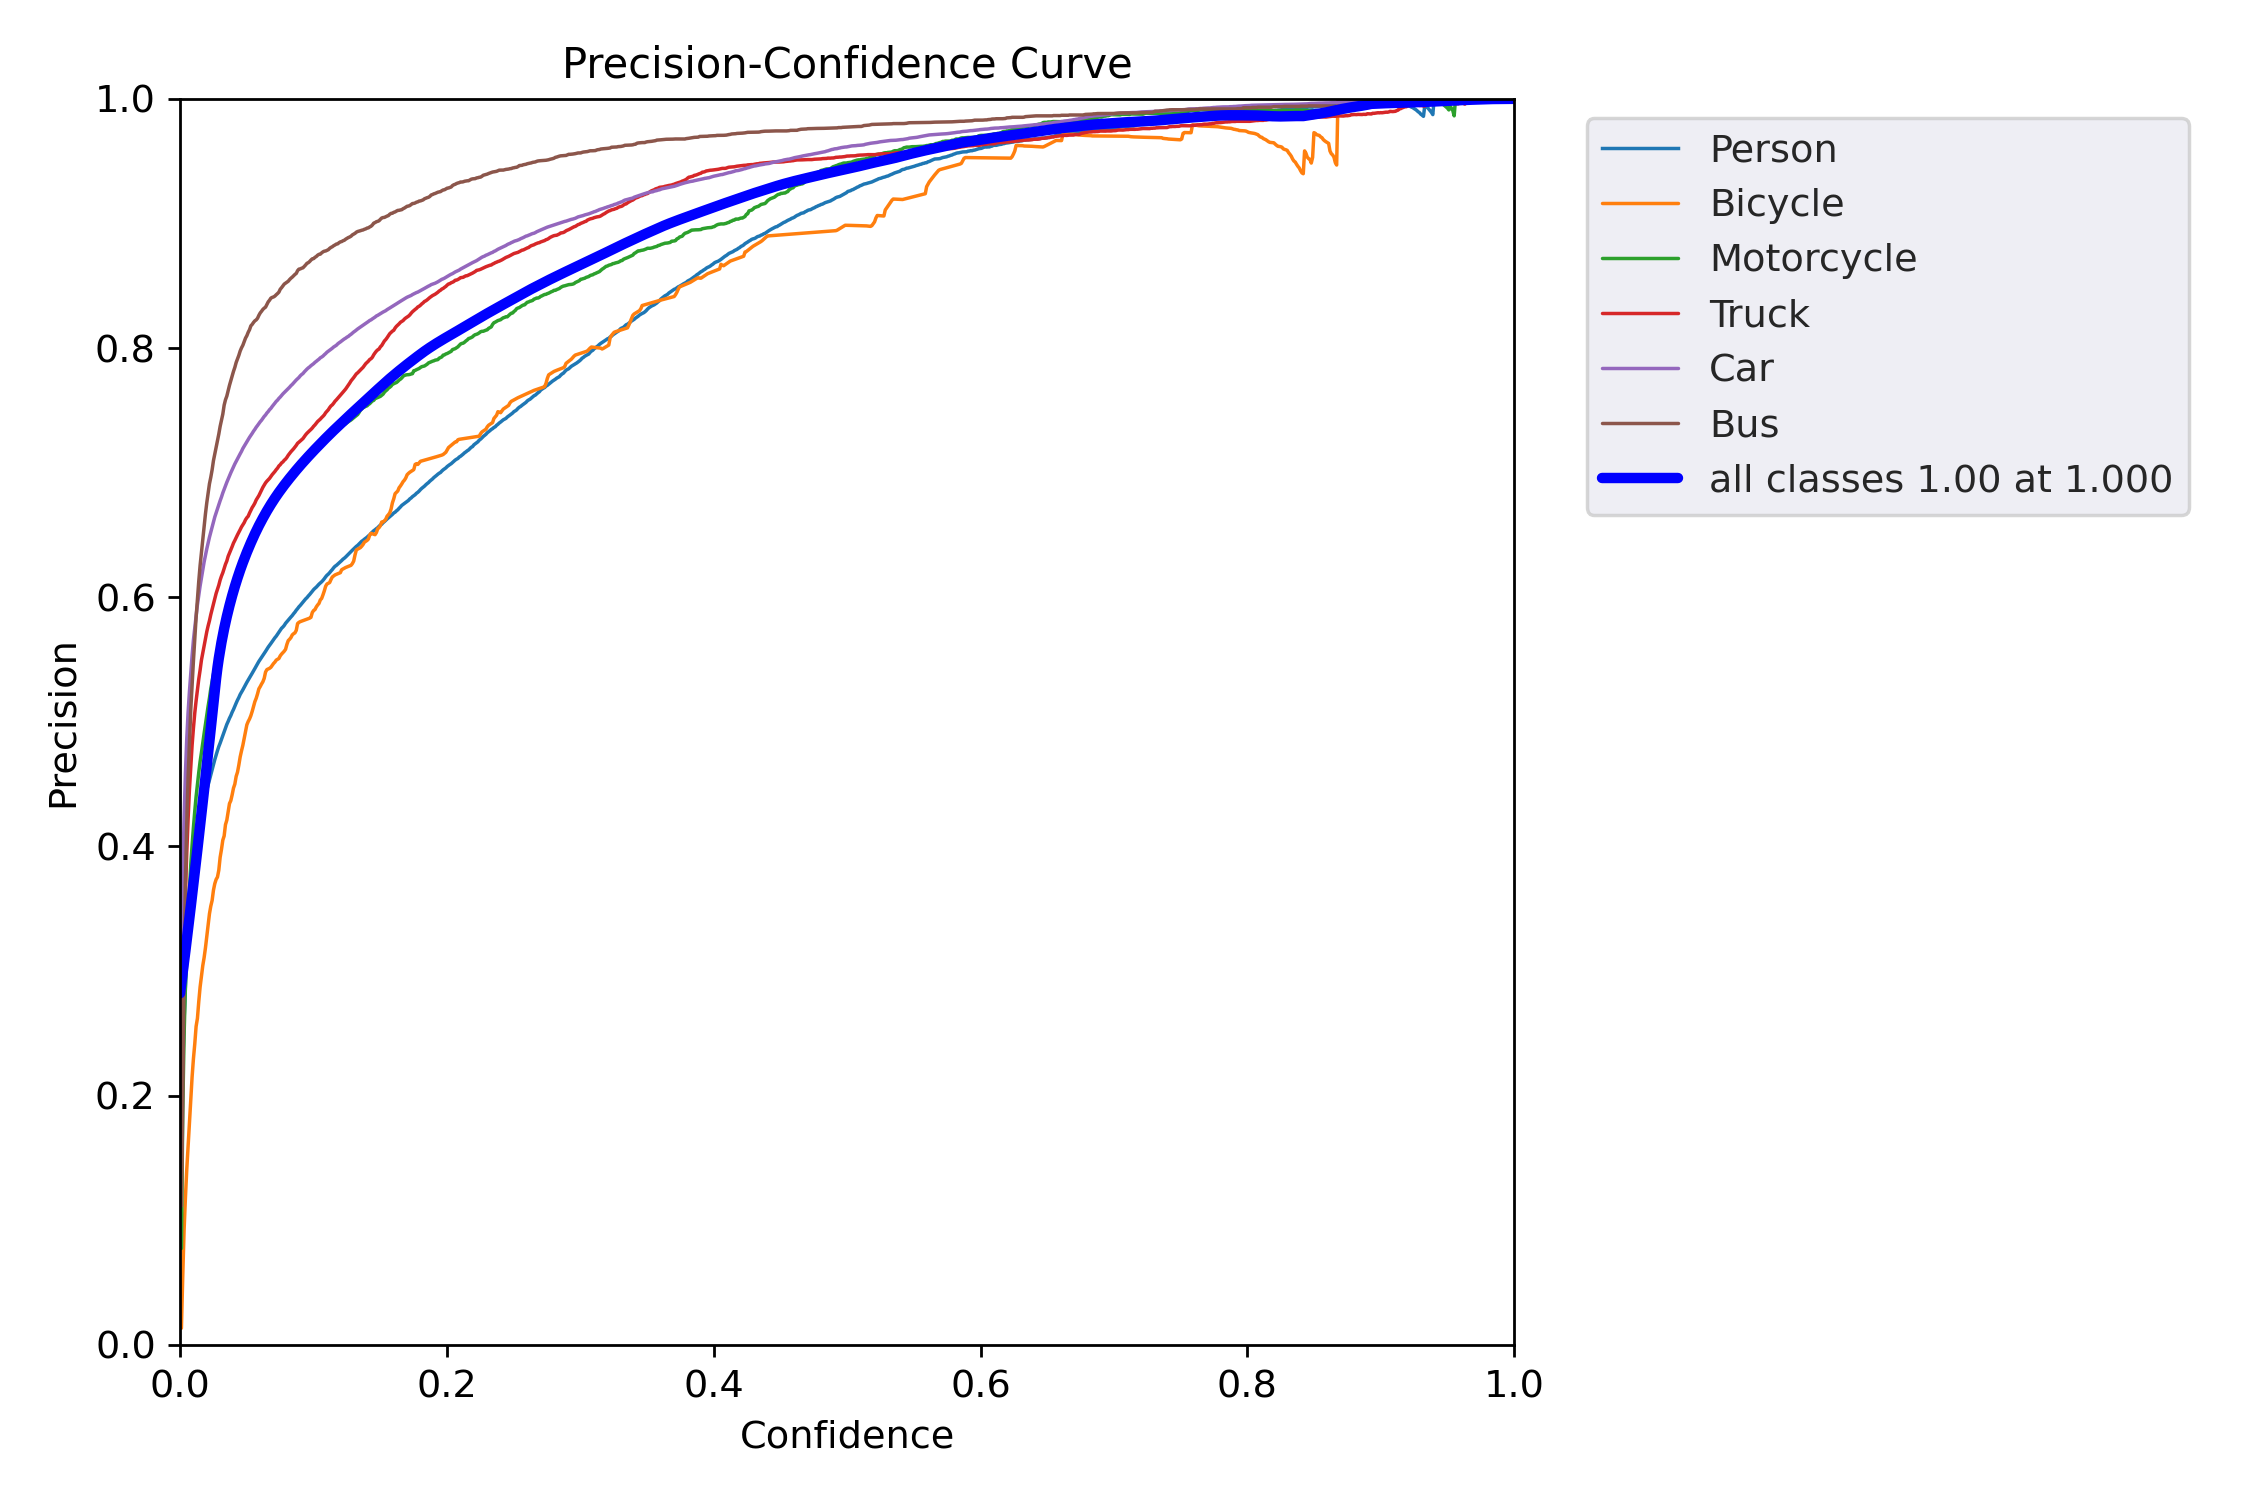 Precision-Confidence Curve
1.0
0.8
0.6
0.4
0.2
0.0
Precision
0.0 0.2 0.4 0.6 0.8 1.0
Confidence
Person
Bicycle
Motorcycle
Truck
Car
Bus
all classes 1.00 at 1.000